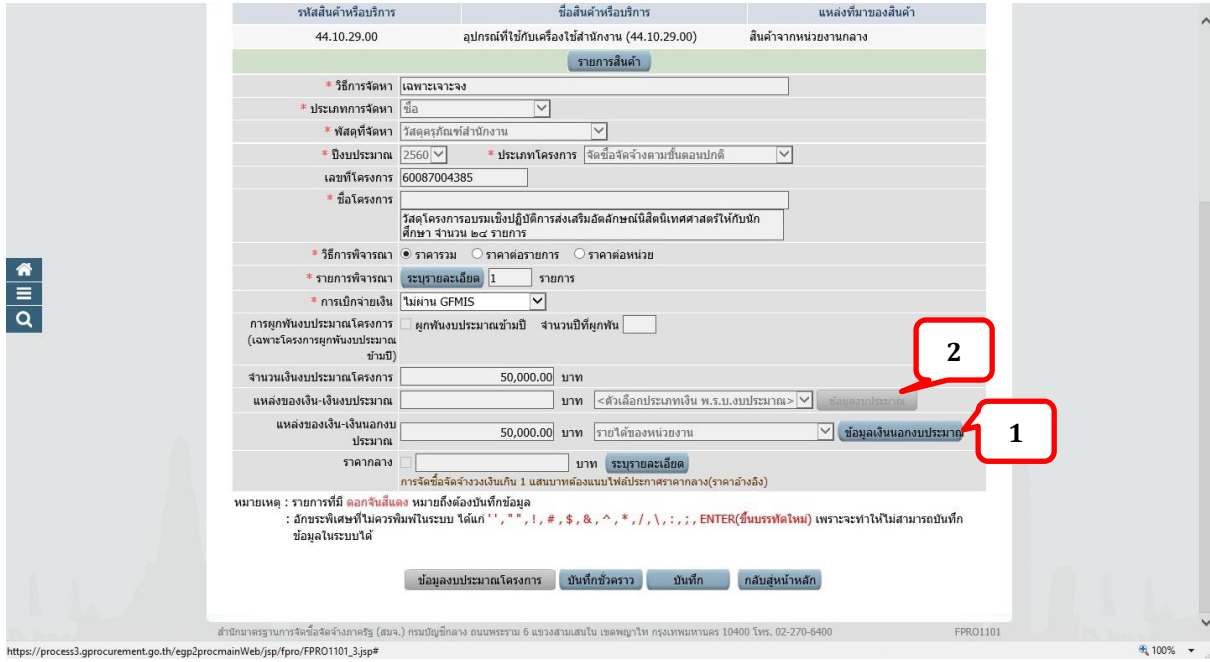 รหัสสินค้าหรือบริการ ชื่อสินค้าหรือบริการ แหล่งที่มาของสินค้า
44.10.29.00 อุปกรณ์ที่ใช้กับเครื่องใช้สำนักงาน (44.10.29.00) สินค้าจากหน่วยงานกลาง
รายการสินค้า
* วิธีการจัดหา เฉพาะเจาะจง
* ประเภทการจัดหา ซื้อ
* พัสดุที่จัดหา วัสดุครุภัณฑ์สำนักงาน
* ปีงบประมาณ 2560 * ประเภทโครงการ จัดซื้อจัดจ้างตามขั้นตอนปกติ
เลขที่โครงการ 60087004385
* ชื่อโครงการ
วัสดุโครงการอบรมเชิงปฏิบัติการส่งเสริมอัตลักษณ์นิสิตนิเทศศาสตร์ให้กับนัก
ศึกษา จำนวน ๒๔ รายการ
* วิธีการพิจารณา ราคารวม ราคาต่อรายการ ราคาต่อหน่วย
* รายการพิจารณา ระบุรายละเอียด 1 รายการ
* การเบิกจ่ายเงิน ไม่ผ่าน GFMIS
การผูกพันงบประมาณโครงการ ผูกพันงบประมาณข้ามปี จำนวนปีที่ผูกพัน
(เฉพาะโครงการผูกพันงบประมาณ
ข้ามปี)
2
จำนวนเงินงบประมาณโครงการ 50,000.00 บาท
แหล่งของเงิน-เงินงบประมาณ บาท <ตัวเลือกประเภทเงิน พ.ร.บ.งบประมาณ> ข้อมูลงบประมาณ
แหล่งของเงิน-เงินนอกงบ
ประมาณ 50,000.00 บาท รายได้ของหน่วยงาน ข้อมูลเงินนอกงบประมาณ
1
ราคากลาง บาท ระบุรายละเอียด
การจัดซื้อจัดจ้างวงเงินเกิน 1 แสนบาทต้องแนบไฟล์ประกาศราคากลาง(ราคาอ้างอิง)
หมายเหตุ : รายการที่มี ดอกจันสีแดง หมายถึงต้องบันทึกข้อมูล
: อักขระพิเศษที่ไม่ควรพิมพ์ในระบบ ได้แก่ ' ' , " " , ! , # , $ , & , ^ , * , / , \ , : , ; , ENTER(ขึ้นบรรทัดใหม่) เพราะจะทำให้ไม่สามารถบันทึก
ข้อมูลในระบบได้
ข้อมูลงบประมาณโครงการ บันทึกชั่วคราว บันทึก กลับสู่หน้าหลัก
สำนักมาตรฐานการจัดซื้อจัดจ้างภาครัฐ (สมจ.) กรมบัญชีกลาง ถนนพระราม 6 แขวงสามเสนใน เขตพญาไท กรุงเทพมหานคร 10400 โทร. 02-270-6400 FPRO1101
https://process3.gprocurement.go.th/egp2procmainWeb/jsp/fpro/FPRO1101_3.jsp# 100%